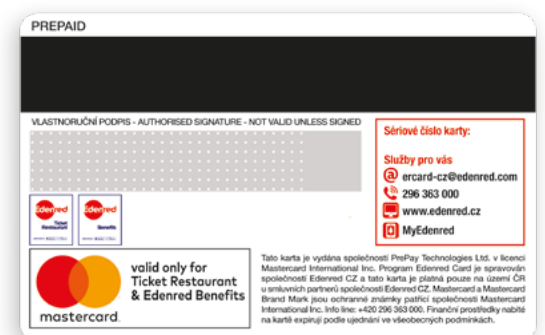 PREPAID
VLASTNORUČNÍ PODPIS - AUTHORISED SIGNATURE - NOT VALID UNLESS SIGNED
Sériové číslo karty:
Služby pro vás
ercard-cz@edenred.com
296 363 000
www.edenred.cz
MyEdenred
Edenred
Ticket
Restaurant
Edenred
Benefits
valid only for
Ticket Restaurant
& Edenred Benefits
mastercard.
Tato karta je vydána společností PrePay Technologies Ltd. v licenci
Mastercard International Inc. Program Edenred Card je spravován
společností Edenred CZ a tato karta je platná pouze na území ČR
u smluvních partnerů společnosti Edenred CZ. Mastercard a Mastercard
Brand Mark jsou ochranné známky patřící společnosti Mastercard
International Inc. Info line: +420 296 363 000. Finanční prostředky nabité
na kartě expirují podle ujednání ve všeobecných podmínkách.